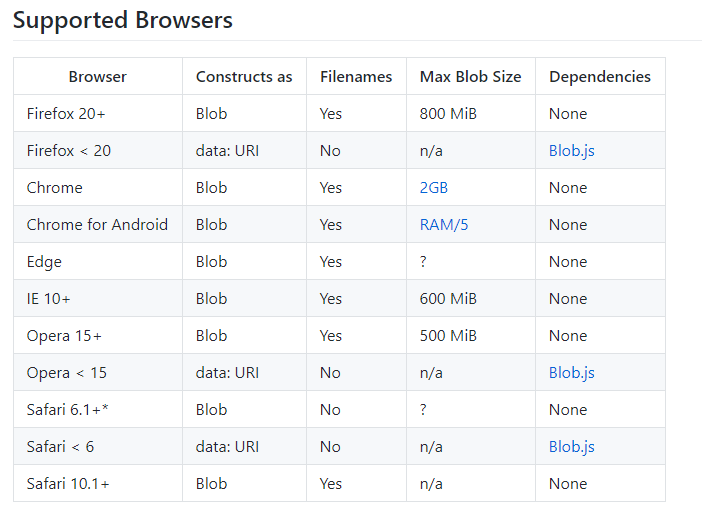 Supported Browsers
Browser Constructs as Filenames Max Blob Size Dependencies
Firefox 20+ Blob Yes 800 MiB None
Firefox < 20 data: URI No n/a Blob.js
Chrome Blob Yes 2GB None
Chrome for Android Blob Yes RAM/5 None
Edge Blob Yes ? None
IE 10+ Blob Yes 600 MiB None
Opera 15+ Blob Yes 500 MiB None
Opera < 15 data: URI No n/a Blob.js
Safari 6.1+* Blob No ? None
Safari < 6 data: URI No n/a Blob.js
Safari 10.1+ Blob Yes n/a None